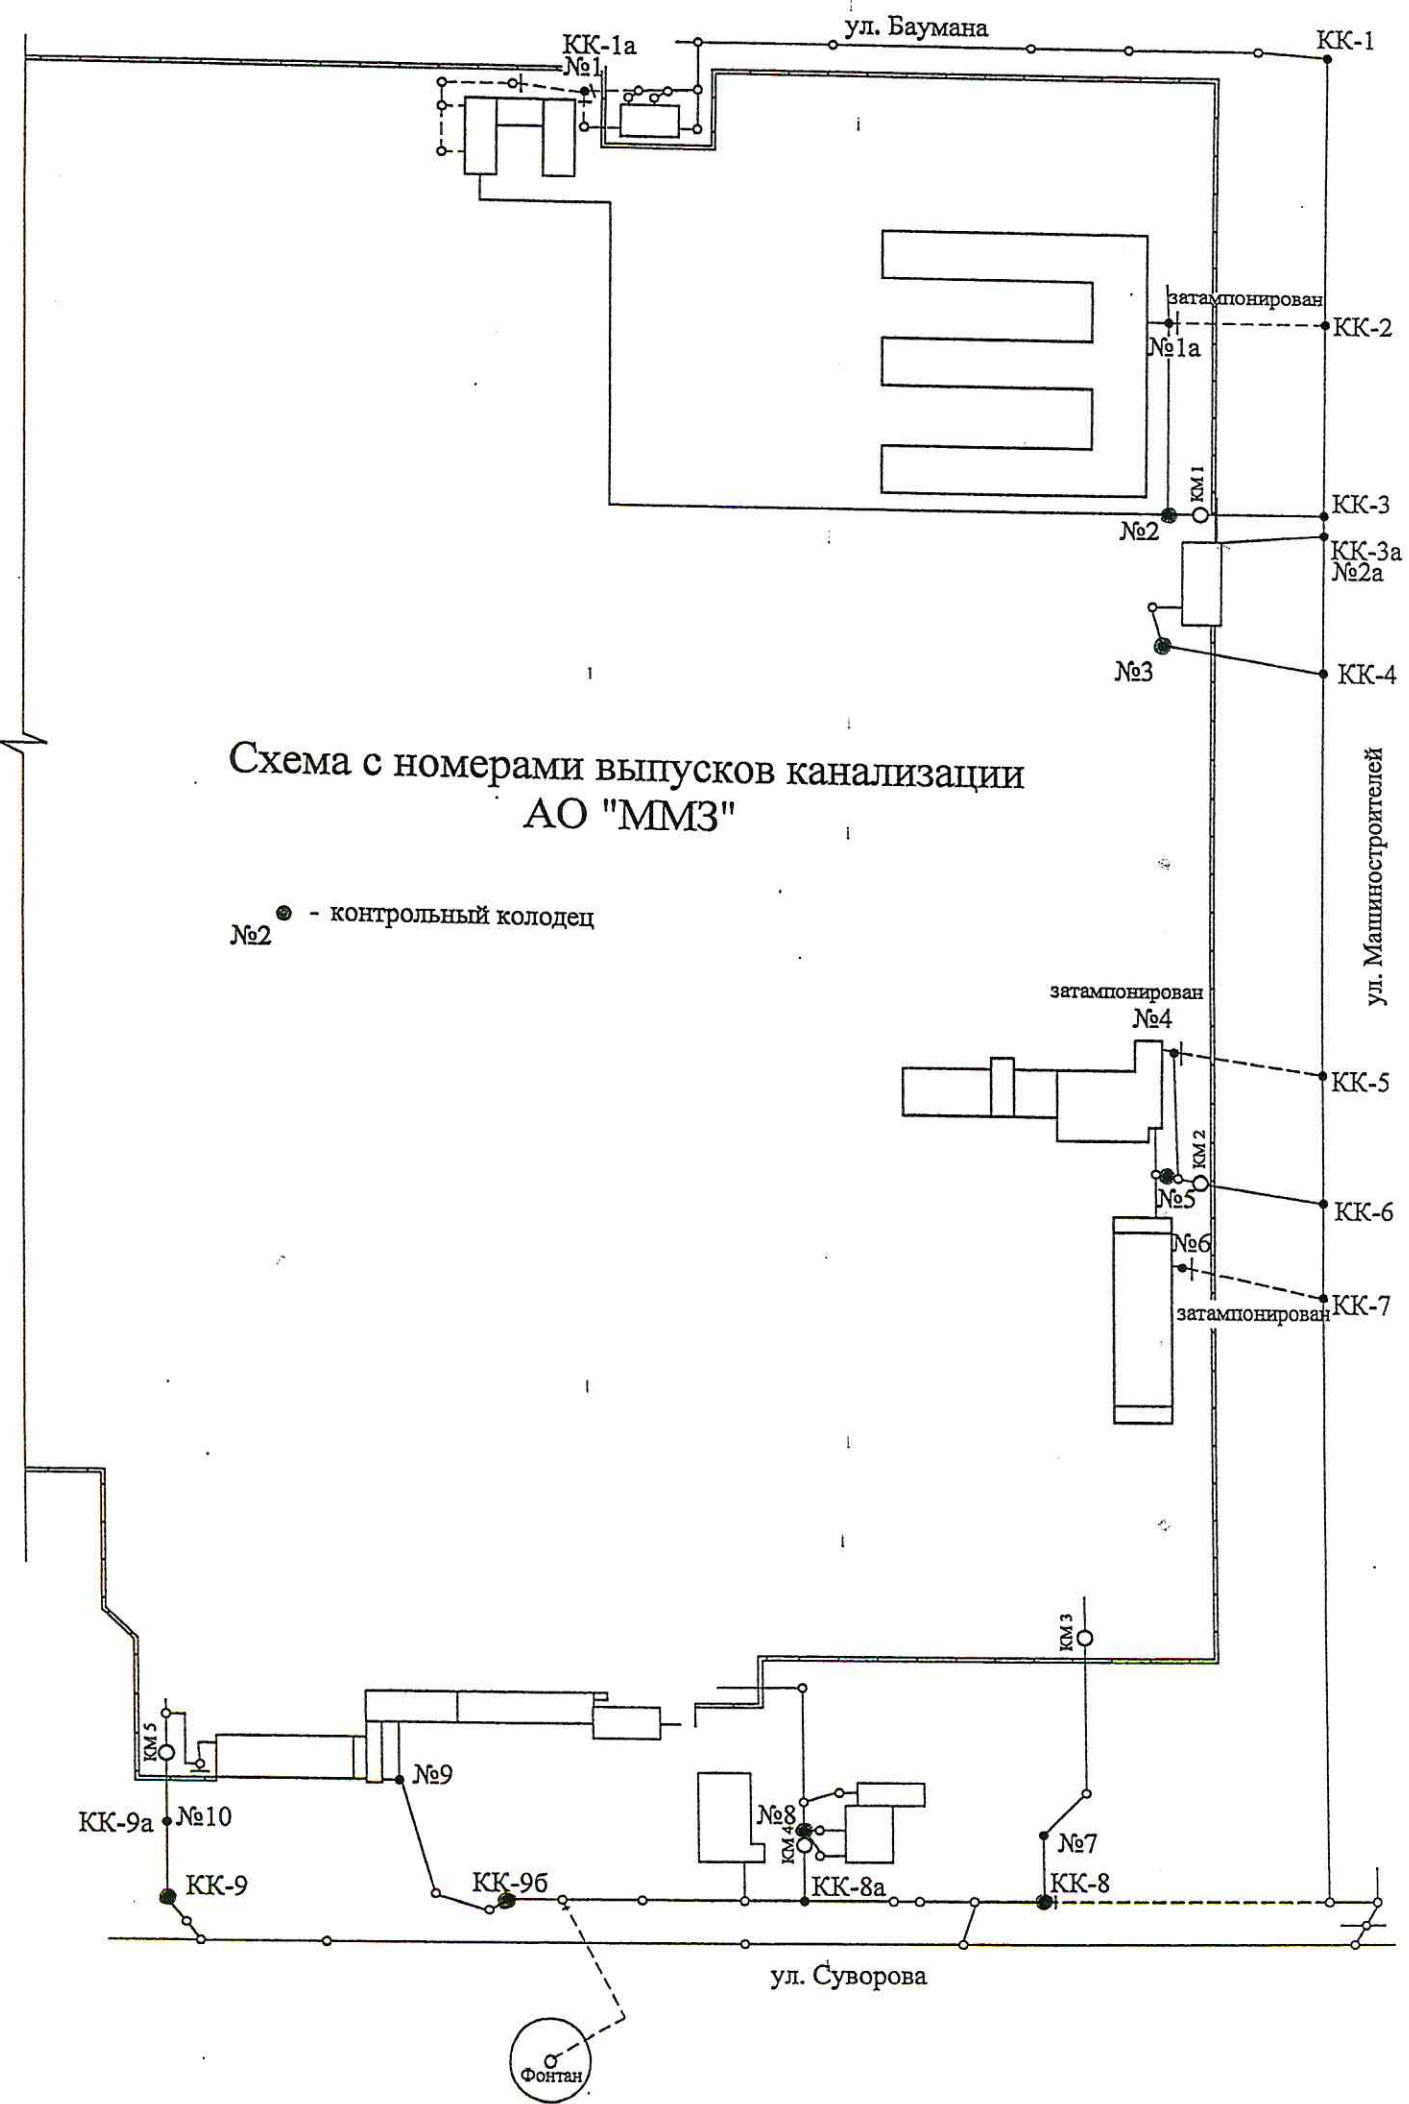 ул. Баумана
КК-1а
№1
КК-1
затампонирован
КК-2
№1а
КМ 1
КК-3
№2
КК-3а
№2а
№3
КК-4
Схема с номерами выпусков канализации
АО "ММЗ"
ул. Машиностроителей
№2 - контрольный колодец
затампонирован
№4
КК-5
КМ 2
№5
КК-6
№6
КК-7
затампонирован
КМ 3
КМ 5
№9
КК-9а №10
№8
КМ 4
№7
КК-9
КК-9б
КК-8а
КК-8
ул. Суворова
Фонтан